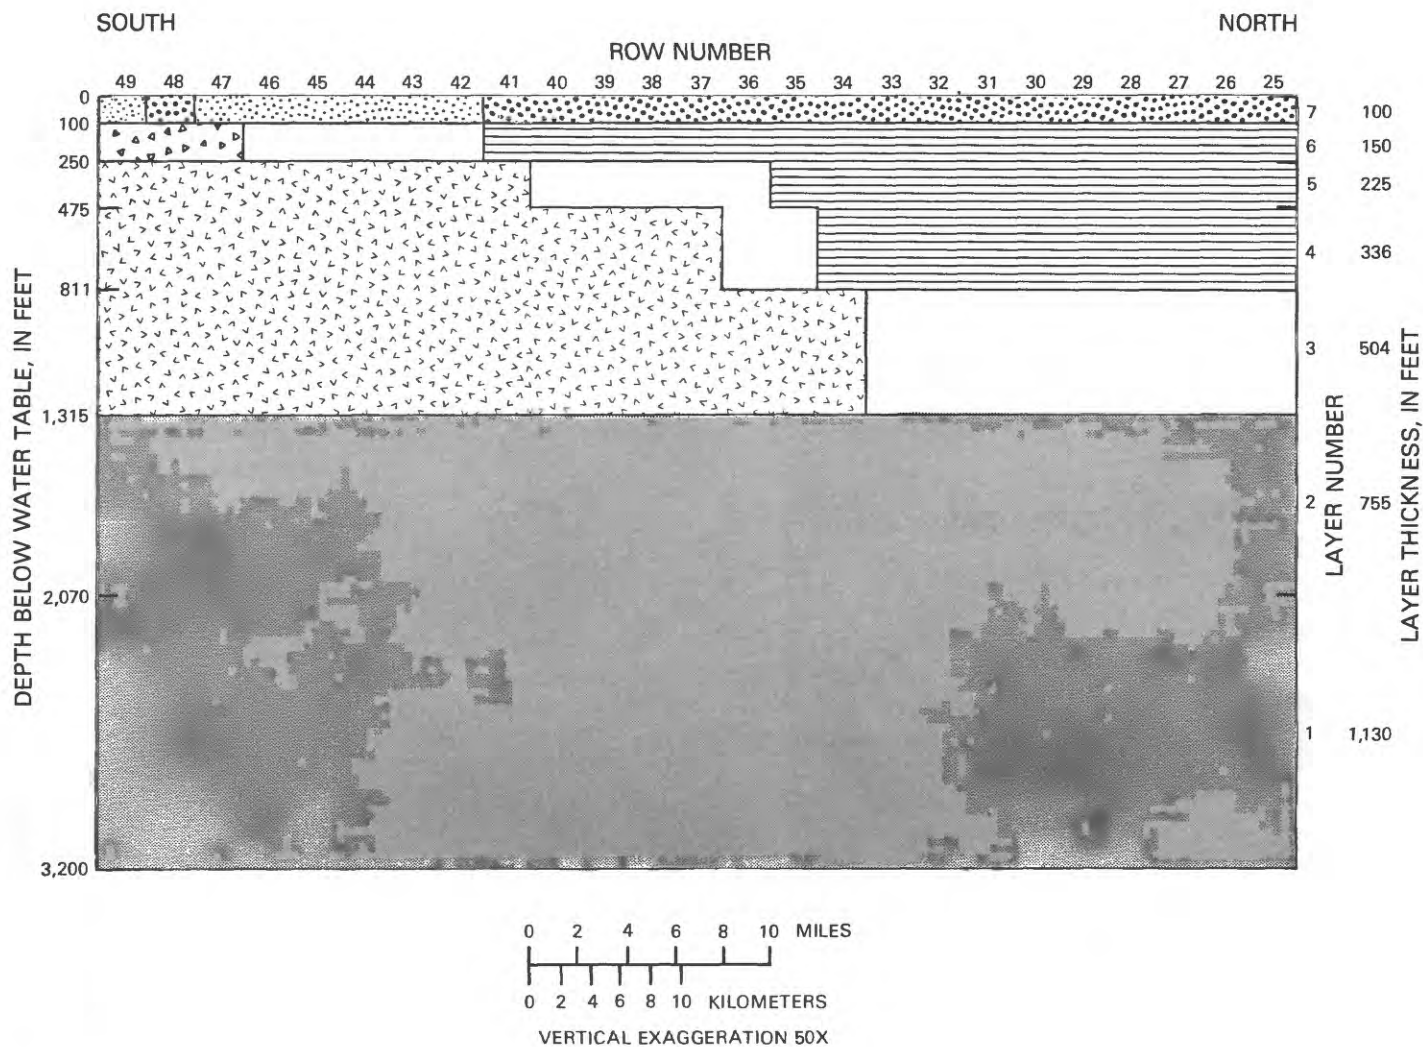 SOUTH
NORTH
ROW NUMBER
49 48 47 46 45 44 43 42 41 40 39 38 37 36 35 34 33 32 31 30 29 28 27 26 25
DEPTH BELOW WATER TABLE, IN FEET
0
100
250
475
811
1,315
2,070
3,200
7 100
6 150
5 225
4 336
3 504
2 755
1 1,130
LAYER NUMBER
LAYER THICKNESS, IN FEET
0 2 4 6 8 10 MILES
0 2 4 6 8 10 KILOMETERS
VERTICAL EXAGGERATION 50X